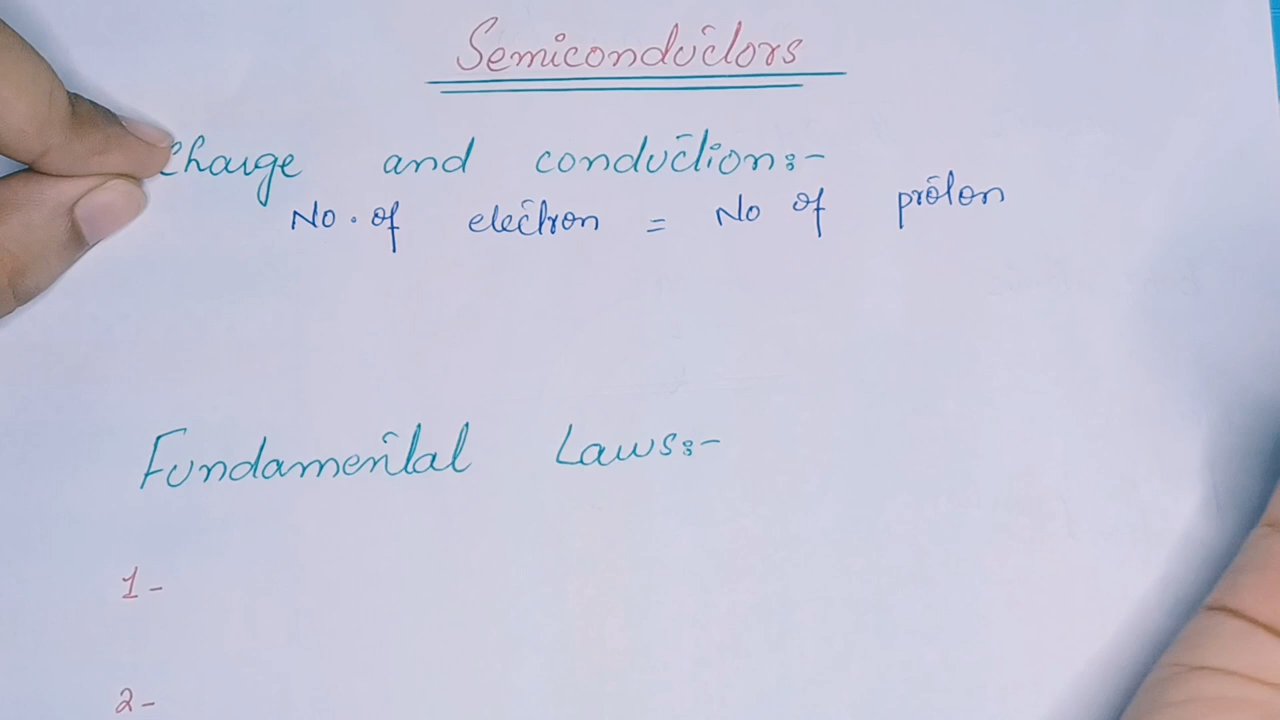 Semiconductors
Charge and conduction:-
No. of electron = No of proton
Fundamental Laws:-
1-
2-